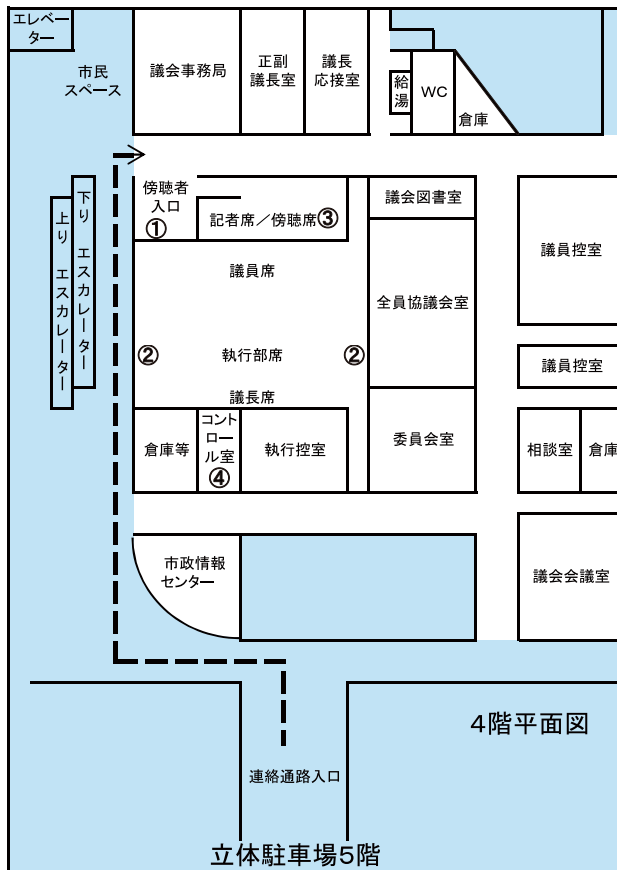 エレベー
ター
市民
スペース
議会事務局
正副
議長室
議長
応接室
給湯
WC
倉庫
傍聴者
入口
①
記者席／傍聴席③
議会図書室
議員控室
下り エスカレーター
上り エスカレーター
議員席
全員協議会室
②
執行部席
②
議員控室
議長席
倉庫等
コント
ロー
ル室
④
執行控室
委員会室
相談室
倉庫
市政情報
センター
議会会議室
4階平面図
連絡通路入口
立体駐車場5階